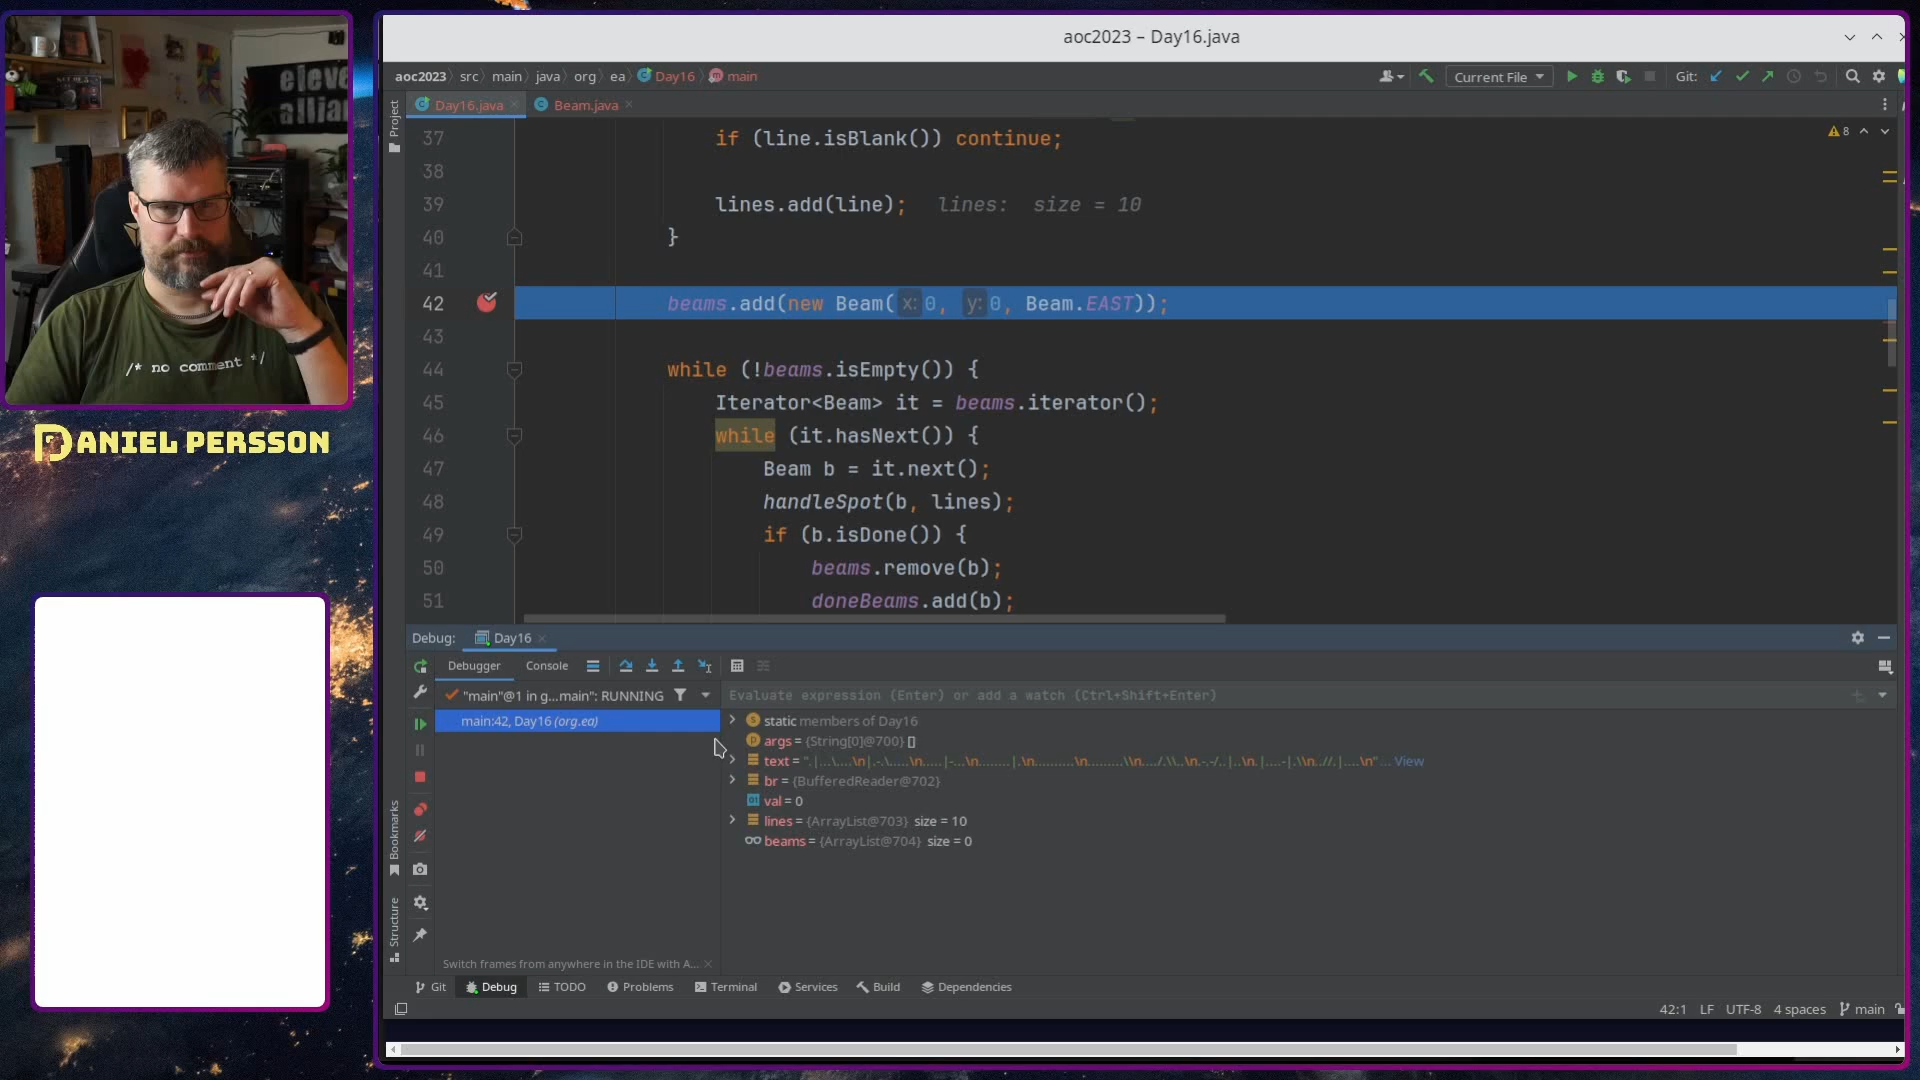 aoc2023 – Day16.java
aoc2023 src main java org ea Day16 main
Current File
Git:
Day16.java Beam.java
8
37 if (line.isBlank()) continue;
38
39 lines.add(line); lines: size = 10
40 }
41
42 beams.add(new Beam( x: 0, y: 0, Beam.EAST));
43
44 while (!beams.isEmpty()) {
45 Iterator<Beam> it = beams.iterator();
46 while (it.hasNext()) {
47 Beam b = it.next();
48 handleSpot(b, lines);
49 if (b.isDone()) {
50 beams.remove(b);
51 doneBeams.add(b);
Project
Bookmarks
Structure
/* no comment */
DANIEL PERSSON
Debug: Day16
Debugger Console
"main"@1 in g...main": RUNNING
Evaluate expression (Enter) or add a watch (Ctrl+Shift+Enter)
main:42, Day16 (org.ea)
static members of Day16
args = {String[0]@700} []
text = ".|...\....\n|.-.\.....\n.....|-...\n........|.\n..........\n.........\\n..../.\\..\n.-.-/..|..\n.|....-|.\\n..//.|....\n" ... View
br = {BufferedReader@702}
val = 0
lines = {ArrayList@703} size = 10
beams = {ArrayList@704} size = 0
Switch frames from anywhere in the IDE with A...
Git Debug TODO Problems Terminal Services Build Dependencies
42:1 LF UTF-8 4 spaces main